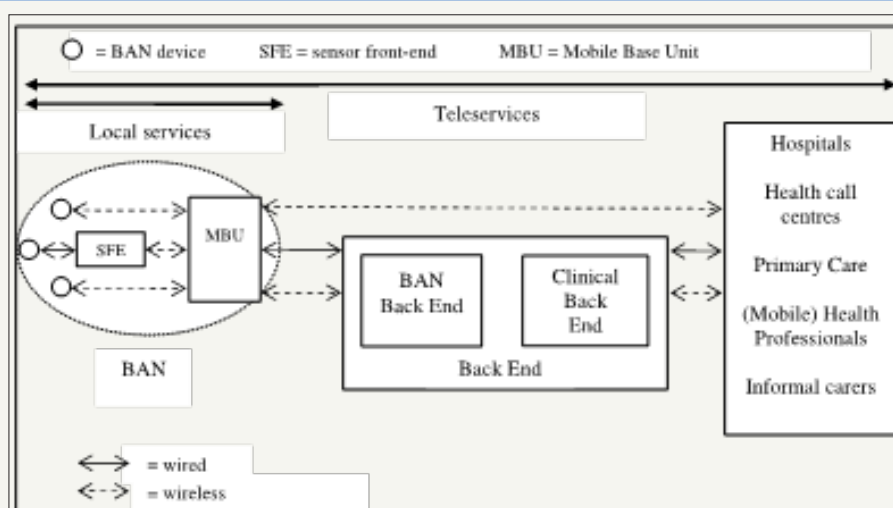 = BAN device SFE = sensor front-end MBU = Mobile Base Unit
Teleservices
Local services
Hospitals
Health call
centres
Primary Care
(Mobile) Health
Professionals
Informal carers
MBU
SFE
BAN
Back End
Clinical
Back
End
Back End
BAN
= wired
= wireless